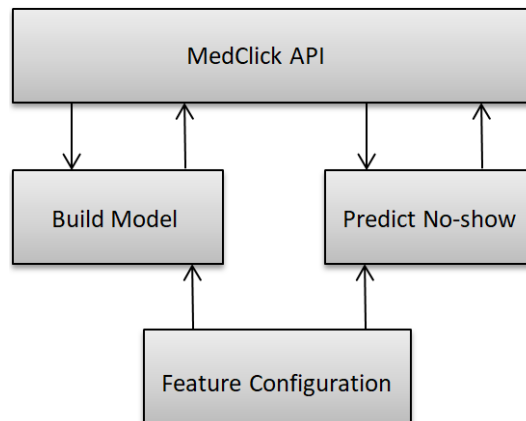 MedClick API
Build Model
Predict No-show
Feature Configuration